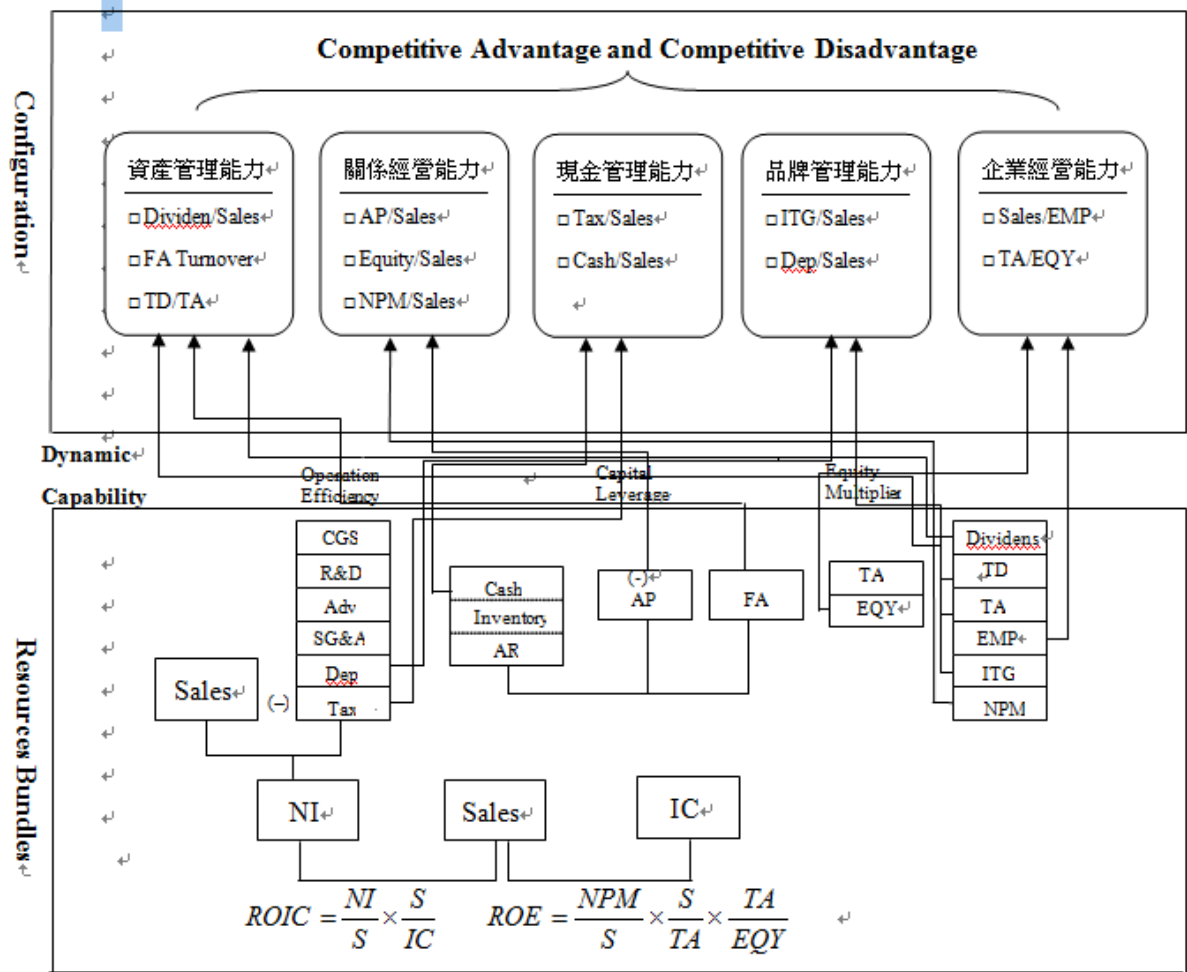 Competitive Advantage and Competitive Disadvantage
Configuration
資產管理能力
□ Dividen/Sales
□ FA Turnover
□ TD/TA
關係經營能力
□ AP/Sales
□ Equity/Sales
□ NPM/Sales
現金管理能力
□ Tax/Sales
□ Cash/Sales
品牌管理能力
□ ITG/Sales
□ Dep/Sales
企業經營能力
□ Sales/EMP
□ TA/EQY
Dynamic
Capability
Operation
Efficiency
Capital
Leverage
Equity
Multiplier
Resources Bundles
CGS
R&D
Adv
SG&A
Dep
Tax
Sales
(-)
Cash
Inventory
AR
(-)
AP
FA
TA
EQY
Dividens
TD
TA
EMP
ITG
NPM
NI
Sales
IC
ROIC = NI/S × S/IC
ROE = NPM/S × S/TA × TA/EQY